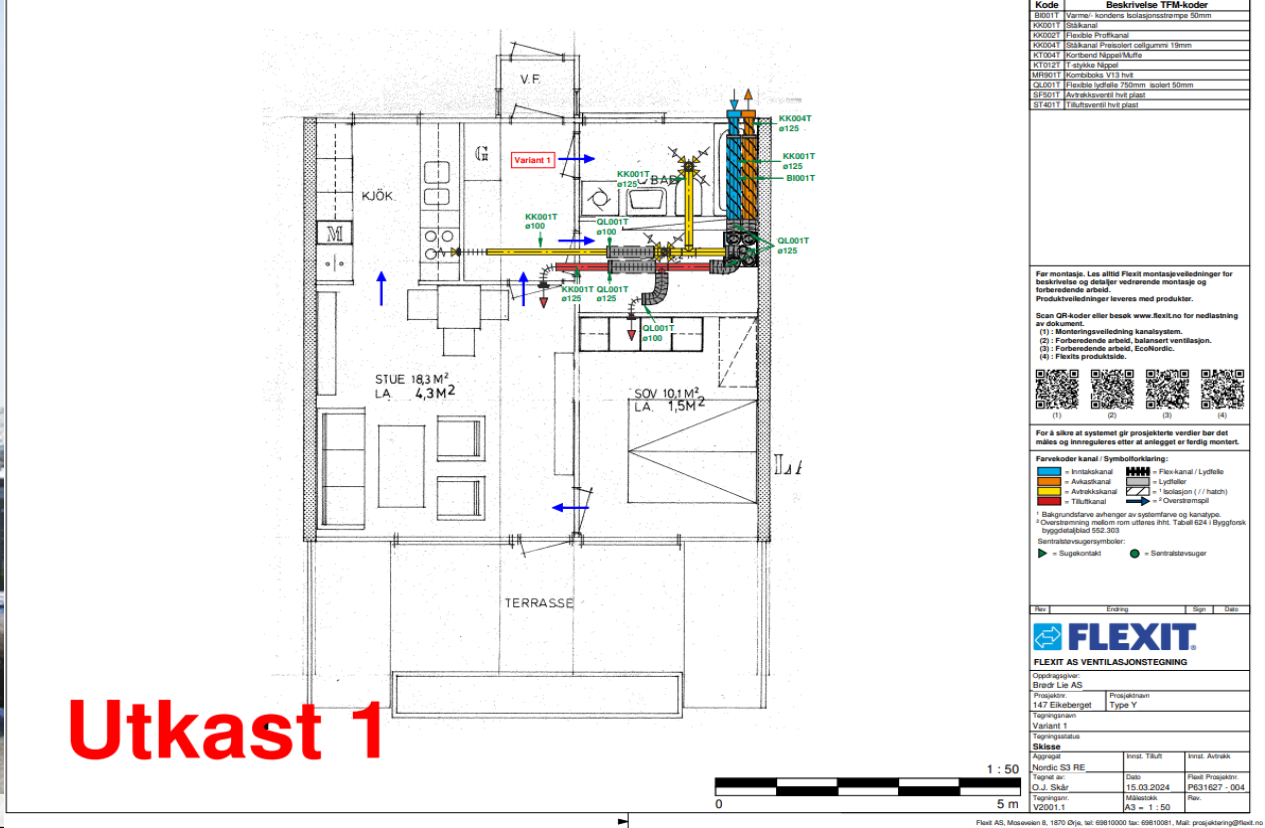 Kode Beskrivelse TFM-koder
BI001T Varme/- kondens Isolasjonsstrømpe 50mm
KK001T Stålkanal
KK002T Flexible Proffkanal
KK004T Stålkanal Preisolert cellgummi 19mm
KT004T Kortbend Nippel/Muffe
KT012T T-stykke Nippel
MR901T Kombiboks V13 hvit
QL001T Flexible lydfelle 750mm isolert 50mm
SF501T Avtrekksventil hvit plast
ST401T Tilluftsventil hvit plast
V.F.
G
Variant 1
KJÖK.
M
BAD
KK004T
ø125
KK001T
ø125
BI001T
KK001T
ø125
KK001T
ø100
QL001T
ø100
QL001T
ø125
KK001T
ø125
QL001T
ø125
QL001T
ø100
STUE 18,3 M²
LA. 4,3 M²
SOV 10,1 M²
LA. 1,5 M²
TERRASSE
Utkast 1
Før montasje. Les alltid Flexit montasjeveiledninger for
beskrivelse og detaljer vedrørende montasje og
forberedende arbeid.
Produktveiledninger leveres med produkter.
Scan QR-koder eller besøk www.flexit.no for nedlastning
av dokument.
(1) : Monteringsveiledning kanalsystem.
(2) : Forberedende arbeid, balansert ventilasjon.
(3) : Forberedende arbeid, EcoNordic.
(4) : Flexits produktside.
(1) (2) (3) (4)
For å sikre at systemet gir prosjekterte verdier bør det
måles og innreguleres etter at anlegget er ferdig montert.
Farvekoder kanal / Symbolforklaring:
= Inntakskanal = Flex-kanal / Lydfelle
= Avkastkanal = Lydfeller
= Avtrekkskanal = ¹ Isolasjon ( / / hatch)
= Tilluftkanal = ² Overstrømspil
¹ Bakgrundsfarve avhenger av systemfarve og kanaltype.
² Overstrømning mellom rom utføres ihht. Tabell 624 i Byggforsk
byggdetaljblad 552.303
Sentralstøvsugersymboler:
= Sugekontakt = Sentralstøvsuger
Rev Endring Sign Dato
FLEXIT
FLEXIT AS VENTILASJONSTEGNING
Oppdragsgiver:
Brødr Lie AS
Prosjektnr. Prosjektnavn
147 Eikeberget Type Y
Tegningsnavn
Variant 1
Tegningsstatus
Skisse
Aggregat Innst. Tilluft Innst. Avtrekk
Nordic S3 RE
Tegnet av: Dato Flexit Prosjektnr.
O.J. Skår 15.03.2024 P631627 - 004
Tegningsnr. Målestokk Rev.
V2001.1 A3 = 1 : 50
1 : 50
0 5 m
Flexit AS, Moseveien 8, 1870 Ørje, tel: 69810000 fax: 69810081, Mail: prosjektering@flexit.no